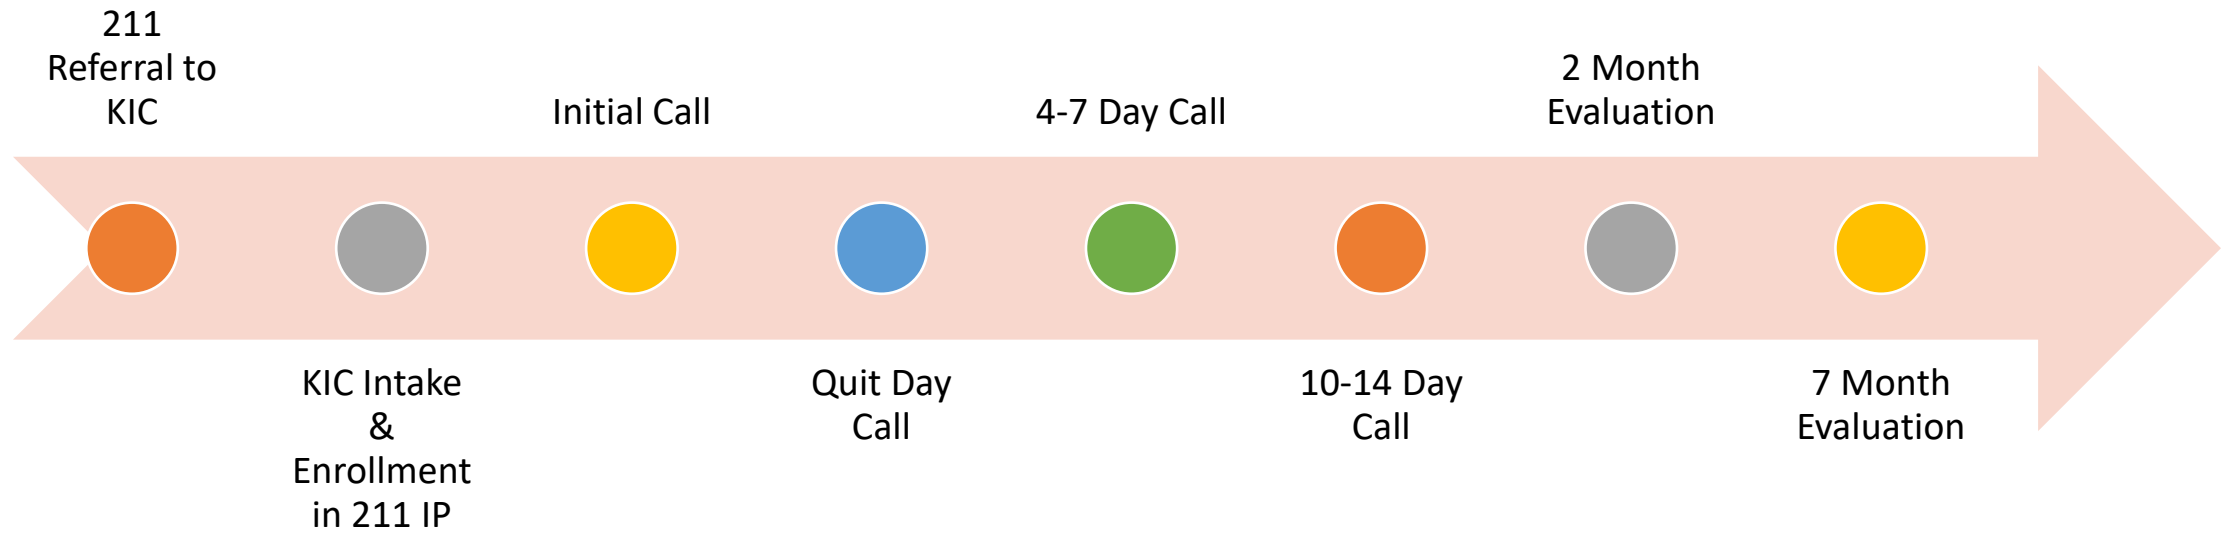 211
Referral to
KIC
KIC Intake
&
Enrollment
in 211 IP
Initial Call
Quit Day
Call
4-7 Day Call
10-14 Day
Call
2 Month
Evaluation
7 Month
Evaluation